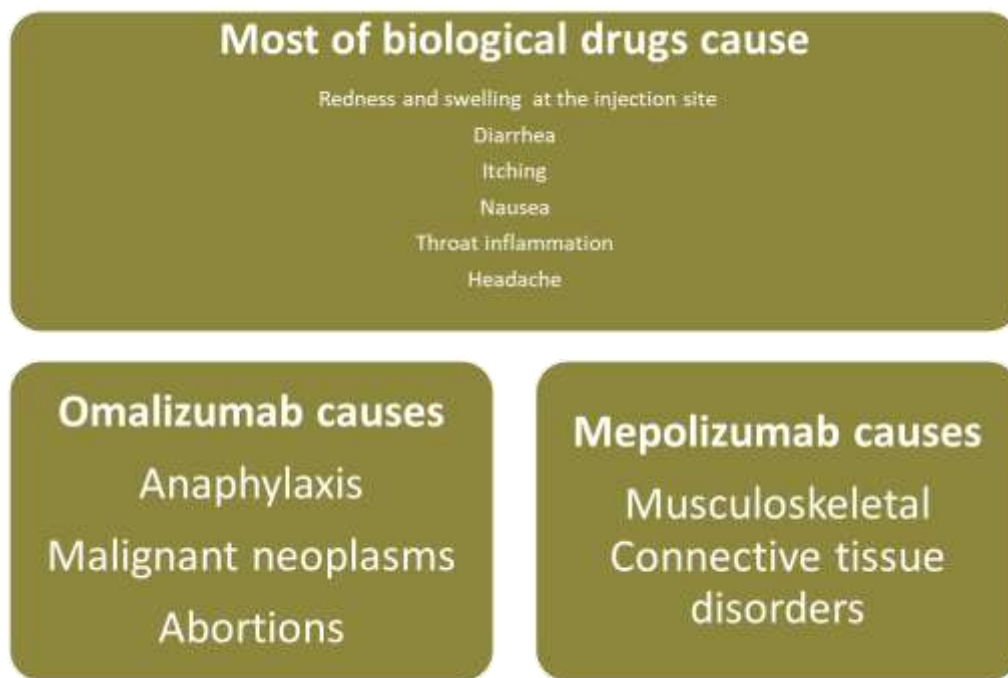 Most of biological drugs cause
Redness and swelling at the injection site
Diarrhea
Itching
Nausea
Throat inflammation
Headache
Omalizumab causes
Anaphylaxis
Malignant neoplasms
Abortions
Mepolizumab causes
Musculoskeletal
Connective tissue
disorders